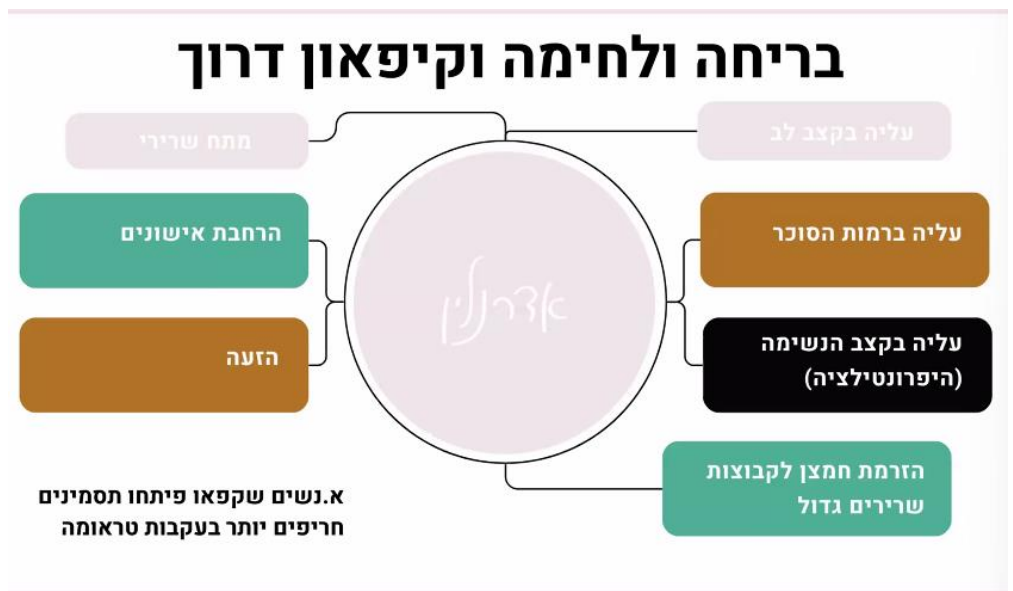 בריחה ולחימה וקיפאון דרוך
עליה בקצב לב
מתח שרירי
עליה ברמות הסוכר
הרחבת אישונים
אדרנלין
עליה בקצב הנשימה
(היפרונטילציה)
הזעה
הזרמת חמצן לקבוצות
שרירים גדול
א.נשים שקפאו פיתחו תסמינים
חריפים יותר בעקבות טראומה